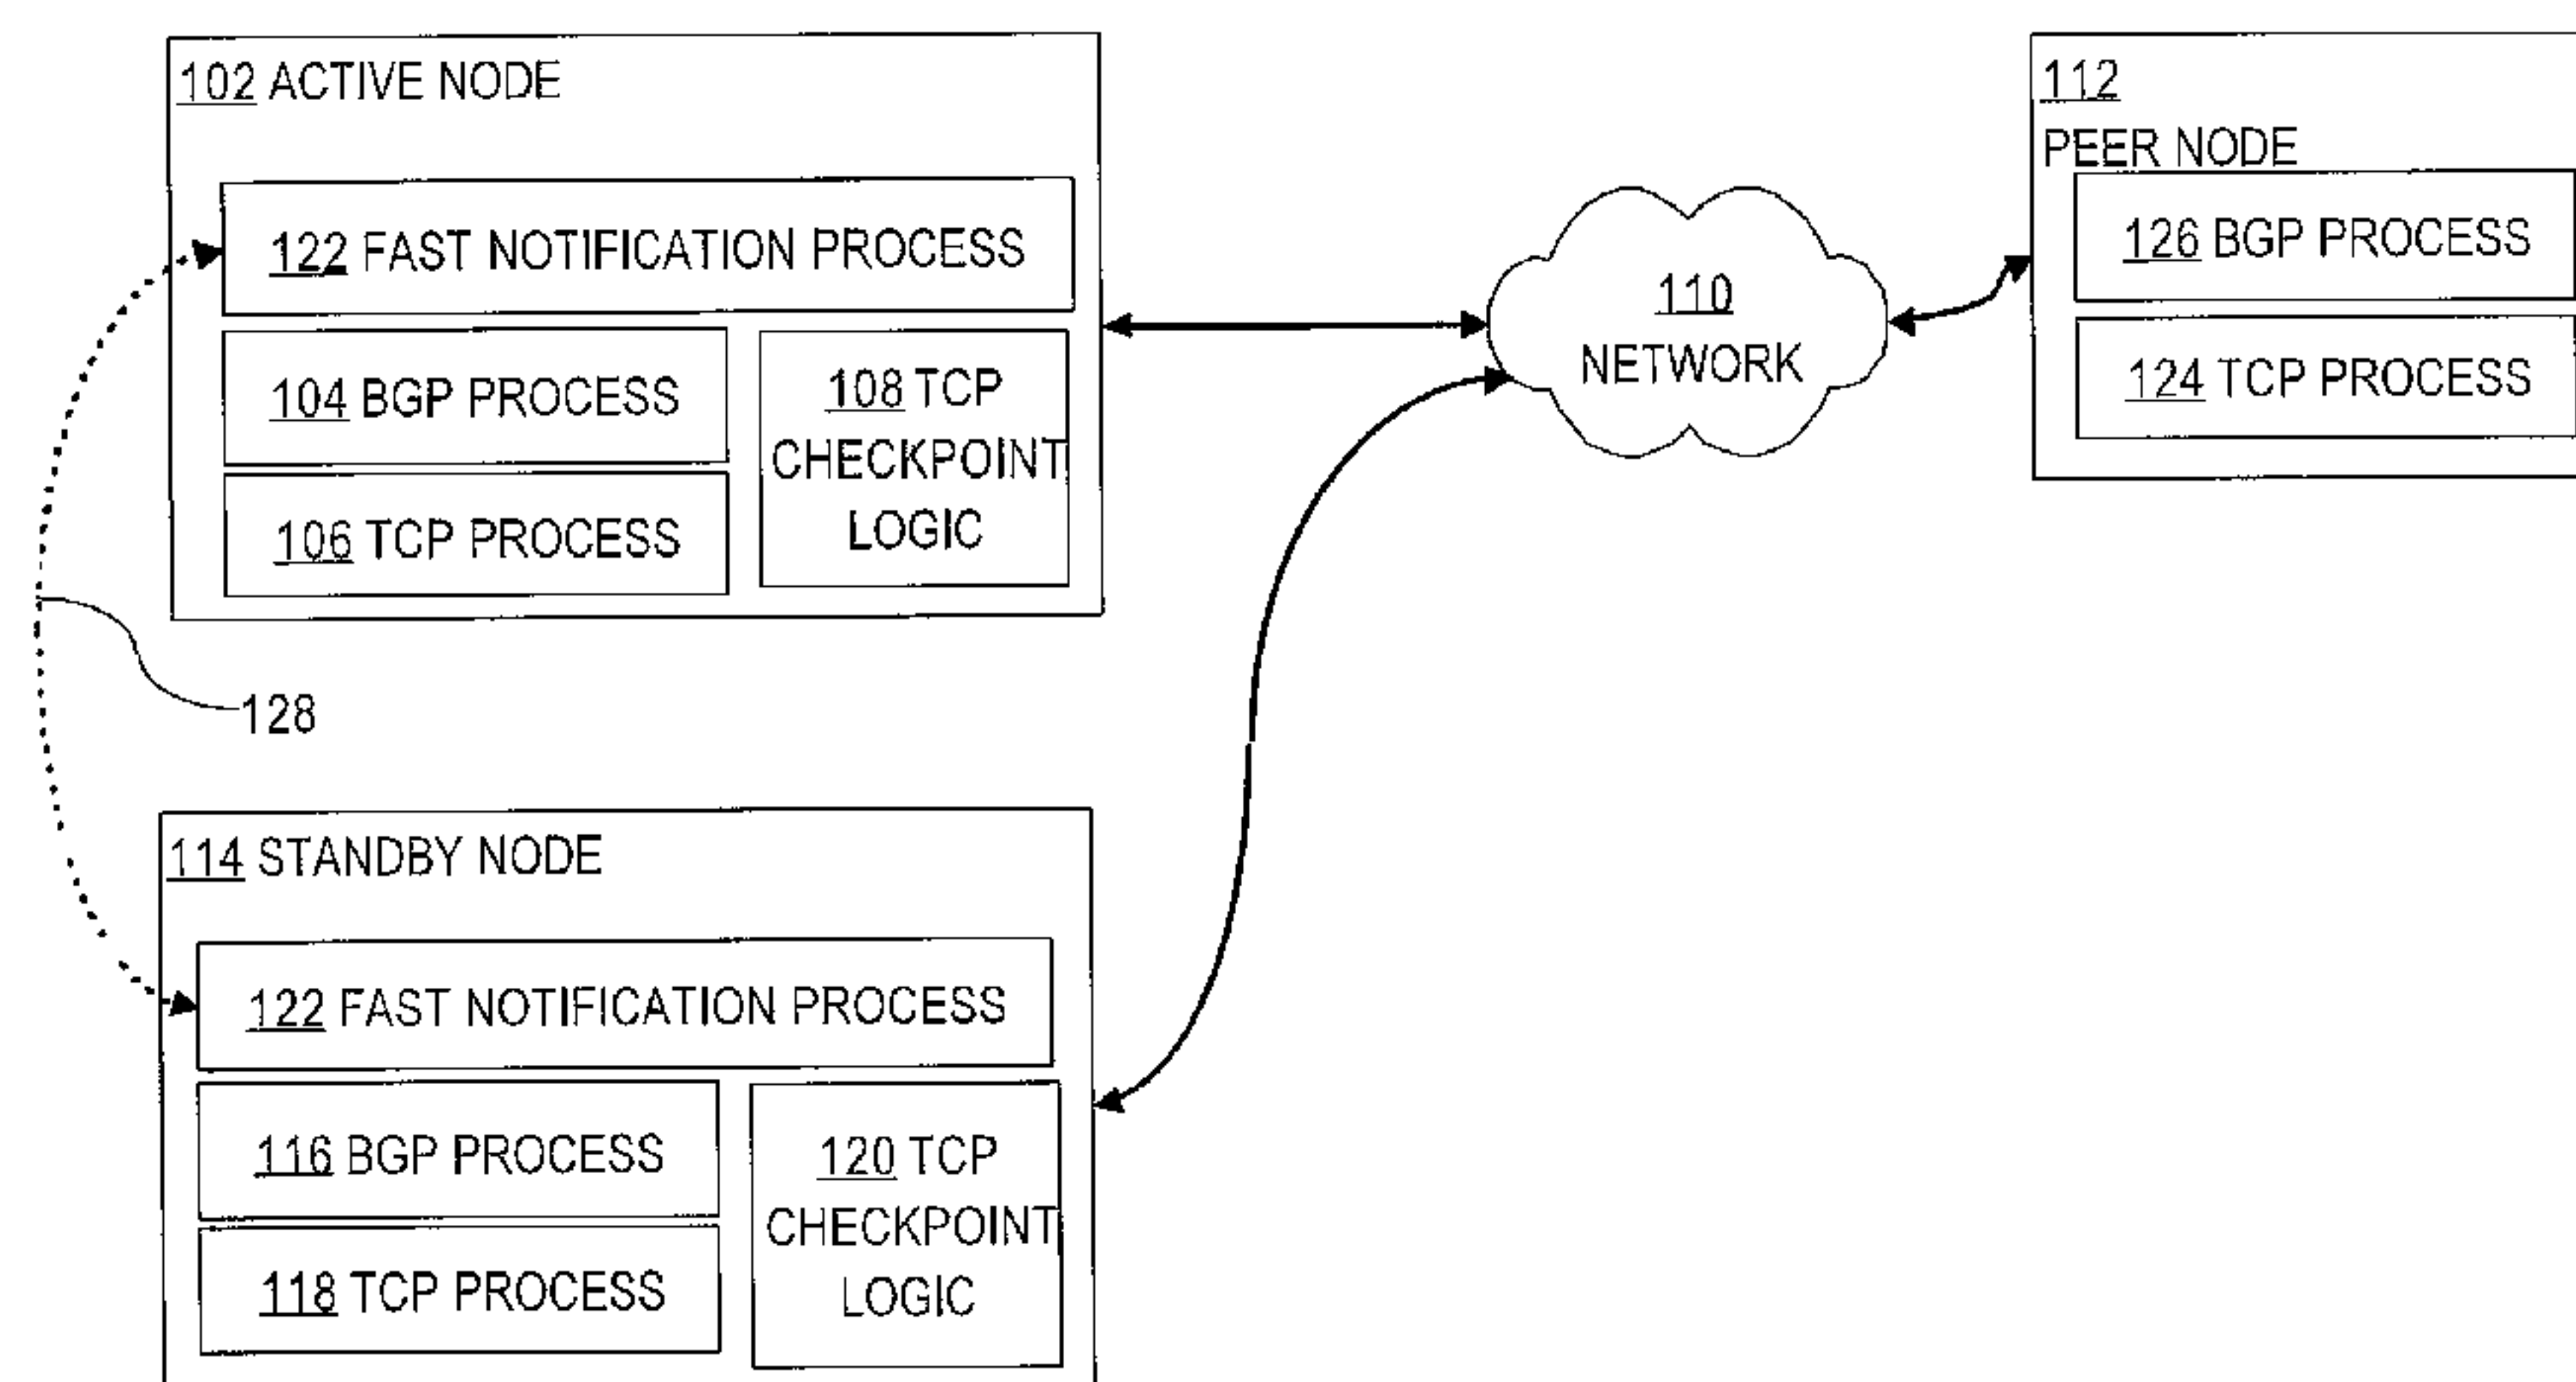 102 ACTIVE NODE
122 FAST NOTIFICATION PROCESS
104 BGP PROCESS
106 TCP PROCESS
108 TCP
CHECKPOINT
LOGIC
110
NETWORK
112
PEER NODE
126 BGP PROCESS
124 TCP PROCESS
128
114 STANDBY NODE
122 FAST NOTIFICATION PROCESS
116 BGP PROCESS
118 TCP PROCESS
120 TCP
CHECKPOINT
LOGIC